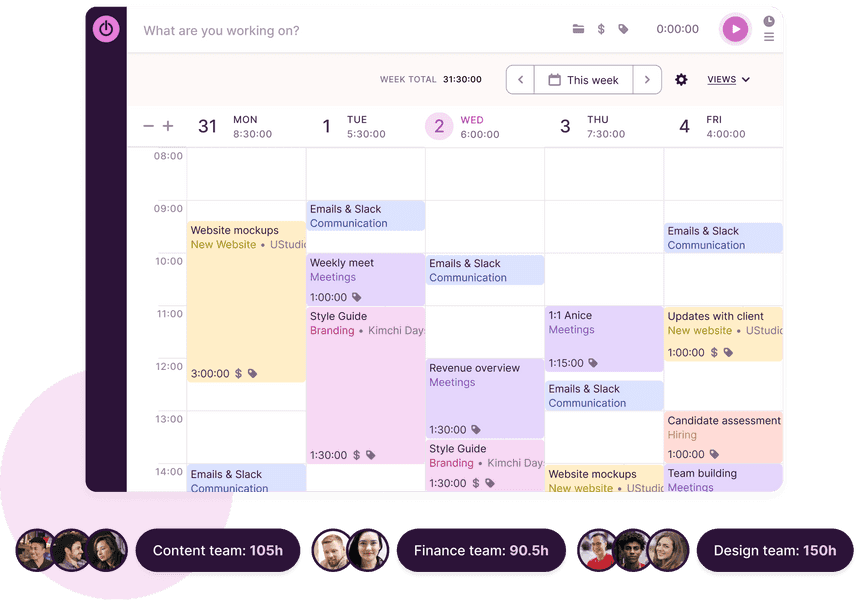 What are you working on?
$
0:00:00
WEEK TOTAL 31:30:00
This week
VIEWS
31 MON 8:30:00
1 TUE 5:30:00
2 WED 6:00:00
3 THU 7:30:00
4 FRI 4:00:00
08:00
09:00
10:00
11:00
12:00
13:00
14:00
Website mockups
New Website • UStudio
3:00:00 $
Emails & Slack
Communication
Emails & Slack
Communication
Weekly meet
Meetings
1:00:00
Style Guide
Branding • Kimchi Days
1:30:00 $
Emails & Slack
Communication
Revenue overview
Meetings
1:30:00
Style Guide
Branding • Kimchi Days
1:30:00 $
1:1 Anice
Meetings
1:15:00
Emails & Slack
Communication
Website mockups
New website • UStudio
Emails & Slack
Communication
Updates with client
New website • UStudio
1:00:00 $
Candidate assessment
Hiring
1:00:00
Team building
Meetings
Content team: 105h
Finance team: 90.5h
Design team: 150h